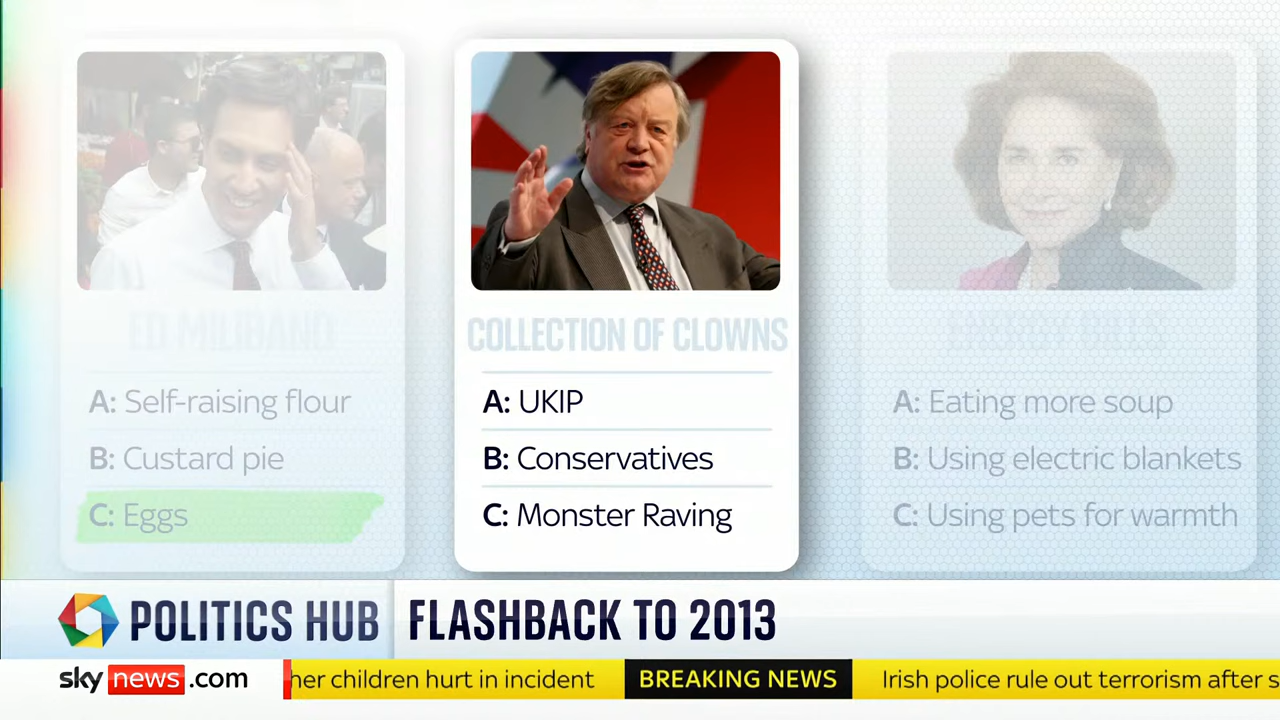 ED MILIBAND
A: Self-raising flour
B: Custard pie
C: Eggs
COLLECTION OF CLOWNS
A: UKIP
B: Conservatives
C: Monster Raving
A: Eating more soup
B: Using electric blankets
C: Using pets for warmth
POLITICS HUB
FLASHBACK TO 2013
sky news.com
her children hurt in incident
BREAKING NEWS
Irish police rule out terrorism after s